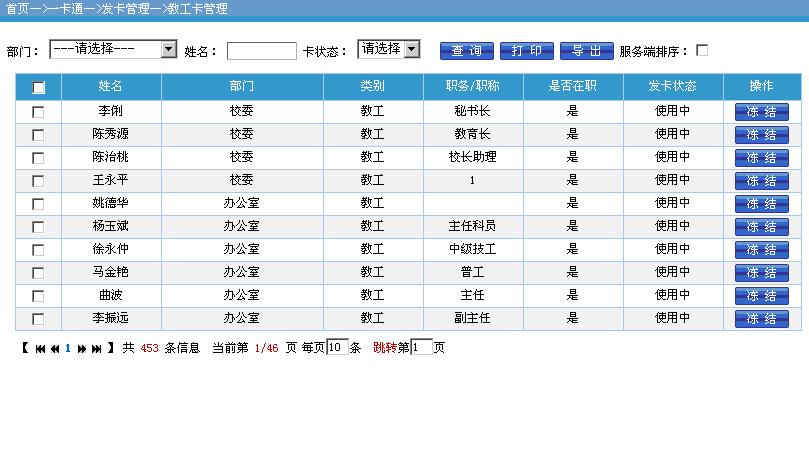 首页—>一卡通—>发卡管理—>教工卡管理
部门： ---请选择--- 姓名： 卡状态： 请选择 查 询 打 印 导 出 服务端排序：
姓名 部门 类别 职务/职称 是否在职 发卡状态 操作
李俐 校委 教工 秘书长 是 使用中 冻 结
陈秀源 校委 教工 教育长 是 使用中 冻 结
陈治桃 校委 教工 校长助理 是 使用中 冻 结
王永平 校委 教工 1 是 使用中 冻 结
姚德华 办公室 教工 是 使用中 冻 结
杨玉斌 办公室 教工 主任科员 是 使用中 冻 结
徐永仲 办公室 教工 中级技工 是 使用中 冻 结
马金艳 办公室 教工 普工 是 使用中 冻 结
曲波 办公室 教工 主任 是 使用中 冻 结
李振远 办公室 教工 副主任 是 使用中 冻 结
【 1 】 共 453 条信息 当前第 1/46 页 每页10条 跳转第1页